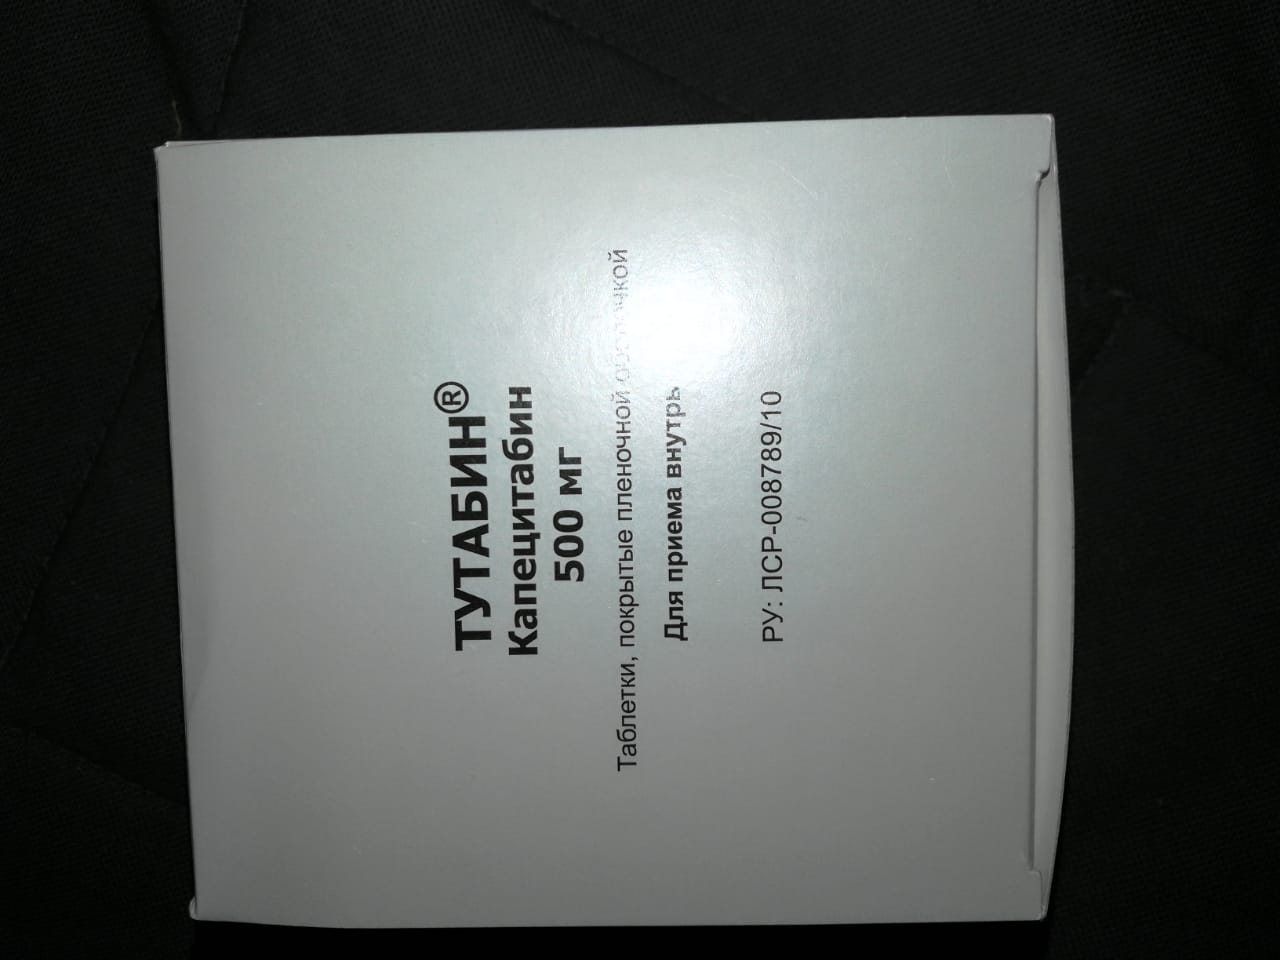 ТУТАБИН®
Капецитабин
500 мг
Таблетки, покрытые пленочной оболочкой
Для приема внутрь
РУ: ЛСР-008789/10